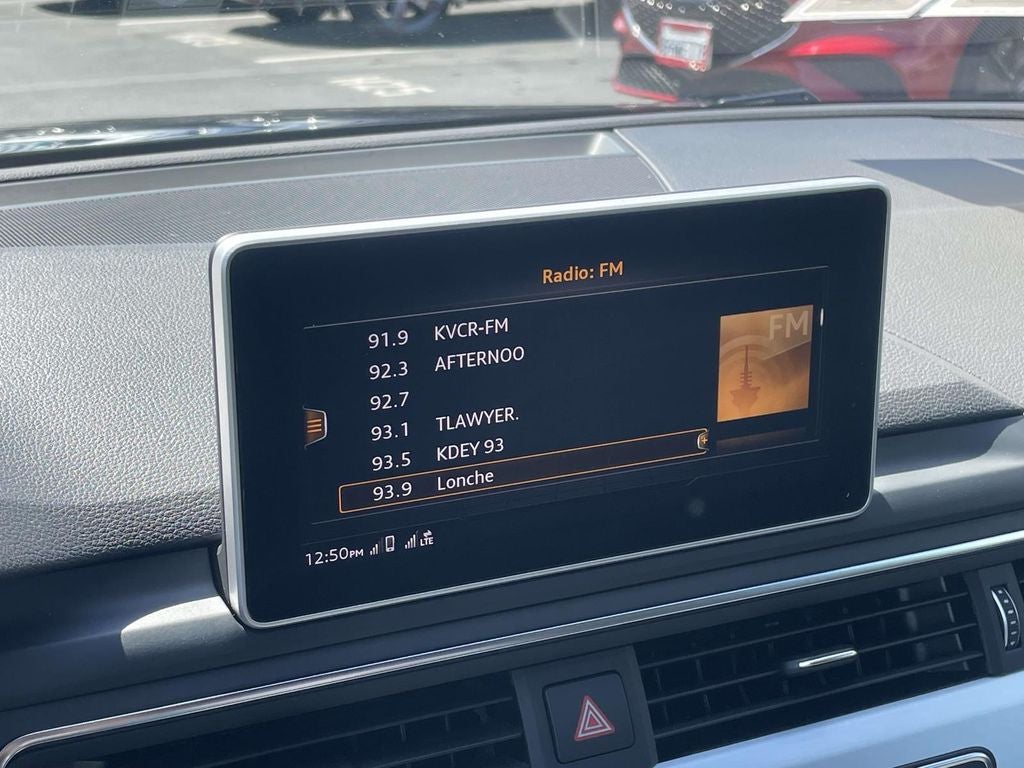 Radio: FM
91.9 KVCR-FM
92.3 AFTERNOO
92.7
93.1 TLAWYER.
93.5 KDEY 93
93.9 Lonche
FM
12:50PM LTE